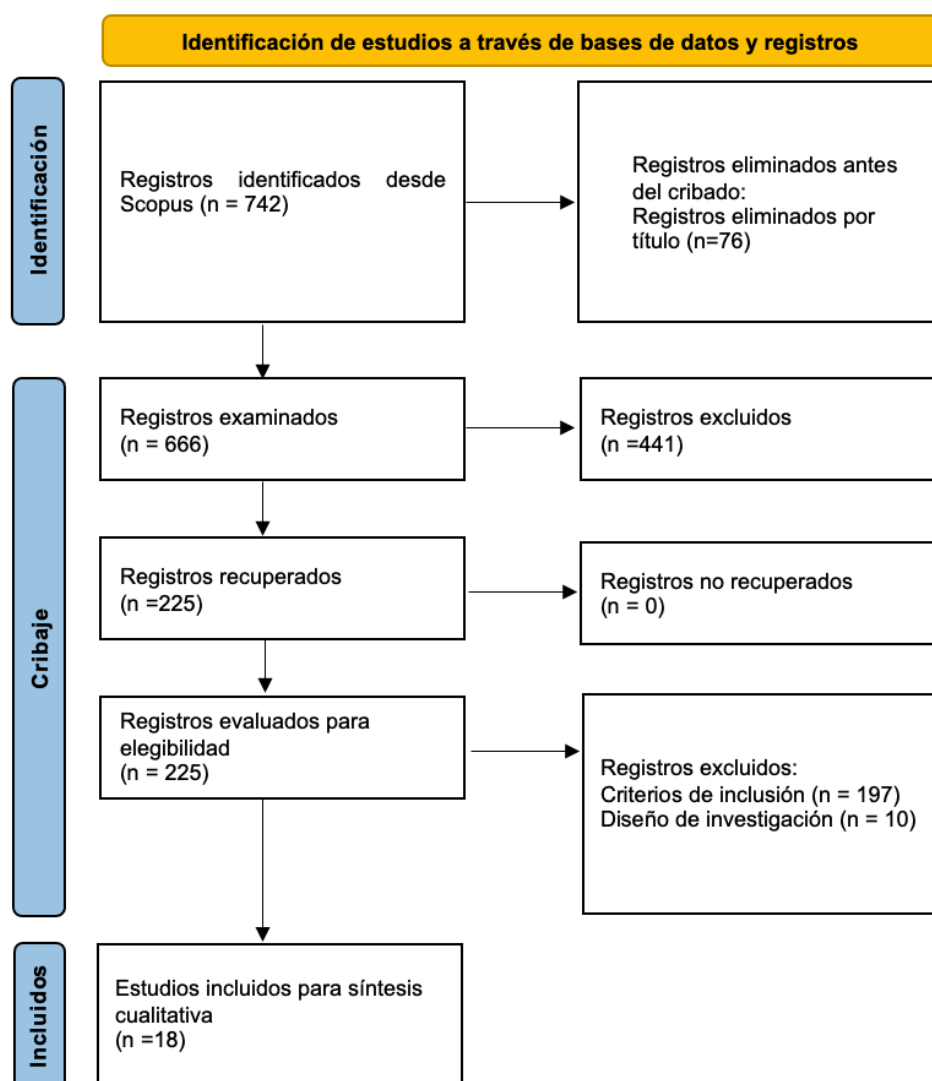 Identificación de estudios a través de bases de datos y registros
Identificación
Registros identificados desde
Scopus (n = 742)
Registros eliminados antes
del cribado:
Registros eliminados por
título (n=76)
Cribaje
Registros examinados
(n = 666)
Registros excluidos
(n =441)
Registros recuperados
(n =225)
Registros no recuperados
(n = 0)
Registros evaluados para
elegibilidad
(n = 225)
Registros excluidos:
Criterios de inclusión (n = 197)
Diseño de investigación (n = 10)
Incluidos
Estudios incluidos para síntesis
cualitativa
(n =18)